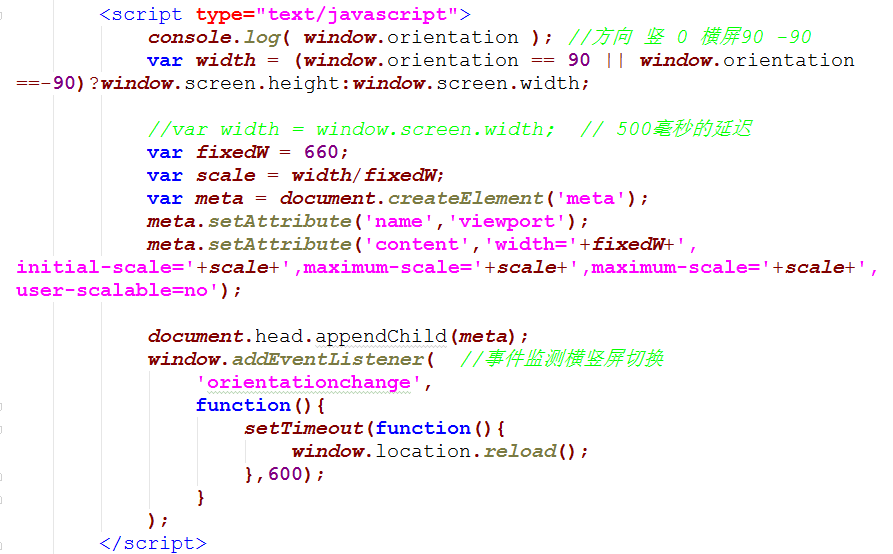 <script type="text/javascript">
console.log( window.orientation ); //方向 竖 0 横屏90 -90
var width = (window.orientation == 90 || window.orientation
==-90)?window.screen.height:window.screen.width;
//var width = window.screen.width;  // 500毫秒的延迟
var fixedW = 660;
var scale = width/fixedW;
var meta = document.createElement('meta');
meta.setAttribute('name','viewport');
meta.setAttribute('content','width='+fixedW+',
initial-scale='+scale+',maximum-scale='+scale+',maximum-scale='+scale+',
user-scalable=no');
document.head.appendChild(meta);
window.addEventListener(  //事件监测横竖屏切换
'orientationchange',
function(){
setTimeout(function(){
window.location.reload();
},600);
}
);
</script>